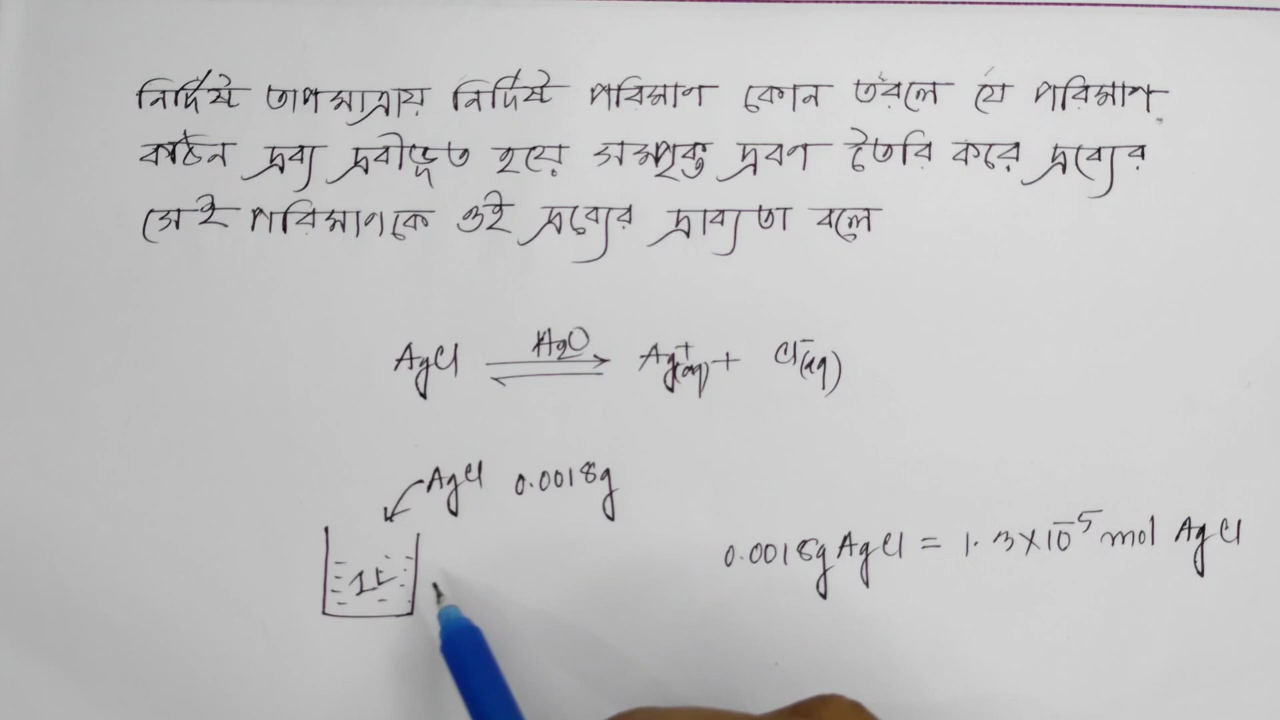 নির্দিষ্ট তাপমাত্রায় নির্দিষ্ট পরিমাণ কোন তরলে যে পরিমাণ
কঠিন দ্রব্য দ্রবীভূত হয়ে সম্পৃক্ত দ্রবণ তৈরি করে দ্রব্যের
সেই পরিমাণকে ওই দ্রব্যের দ্রাব্যতা বলে
H₂O
AgCl ⇌ Ag⁺(aq) + Cl⁻(aq)
AgCl 0.0018g
0.0018g AgCl = 1.3×10⁻⁵ mol AgCl
1L